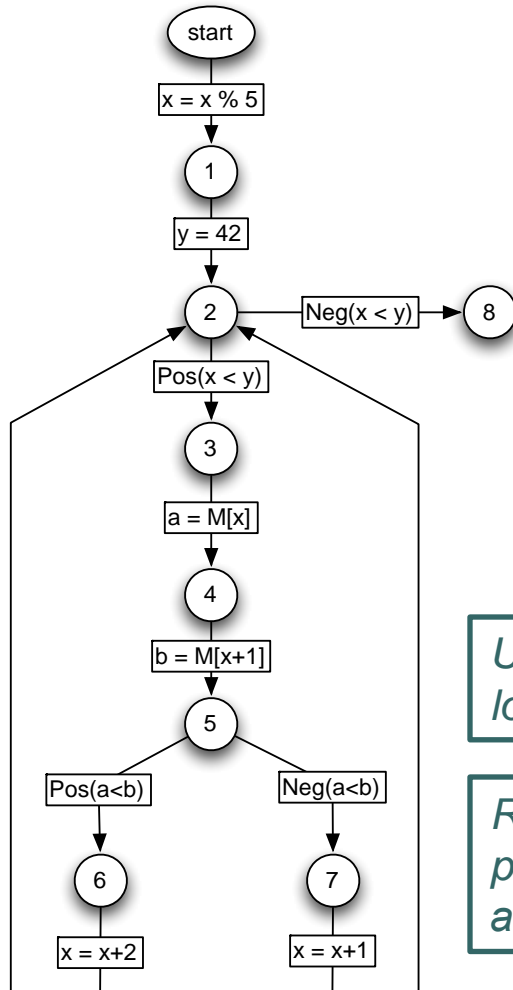 start
x = x % 5
1
y = 42
2
Neg(x < y)
8
Pos(x < y)
3
a = M[x]
4
b = M[x+1]
5
Pos(a<b)
Neg(a<b)
6
7
x = x+2
x = x+1